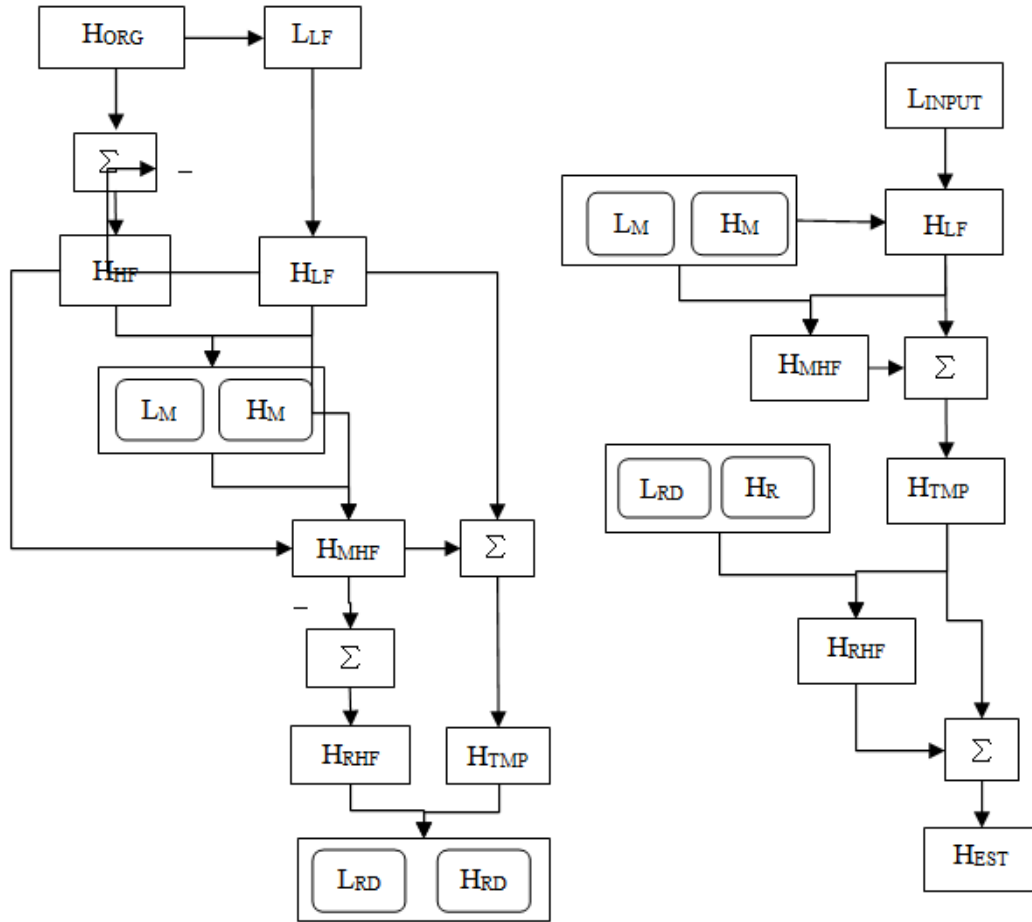 HORG
LLF
Σ
–
HHF
HLF
LM
HM
HMHF
Σ
–
Σ
HRHF
HTMP
LRD
HRD
LINPUT
LM
HM
HLF
HMHF
Σ
LRD
HR
HTMP
HRHF
Σ
HEST